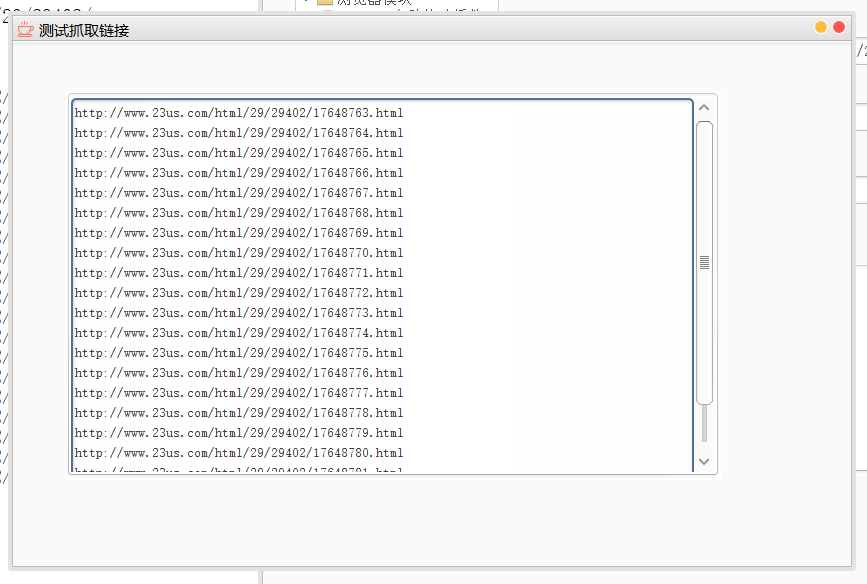 测试抓取链接
http://www.23us.com/html/29/29402/17648763.html
http://www.23us.com/html/29/29402/17648764.html
http://www.23us.com/html/29/29402/17648765.html
http://www.23us.com/html/29/29402/17648766.html
http://www.23us.com/html/29/29402/17648767.html
http://www.23us.com/html/29/29402/17648768.html
http://www.23us.com/html/29/29402/17648769.html
http://www.23us.com/html/29/29402/17648770.html
http://www.23us.com/html/29/29402/17648771.html
http://www.23us.com/html/29/29402/17648772.html
http://www.23us.com/html/29/29402/17648773.html
http://www.23us.com/html/29/29402/17648774.html
http://www.23us.com/html/29/29402/17648775.html
http://www.23us.com/html/29/29402/17648776.html
http://www.23us.com/html/29/29402/17648777.html
http://www.23us.com/html/29/29402/17648778.html
http://www.23us.com/html/29/29402/17648779.html
http://www.23us.com/html/29/29402/17648780.html